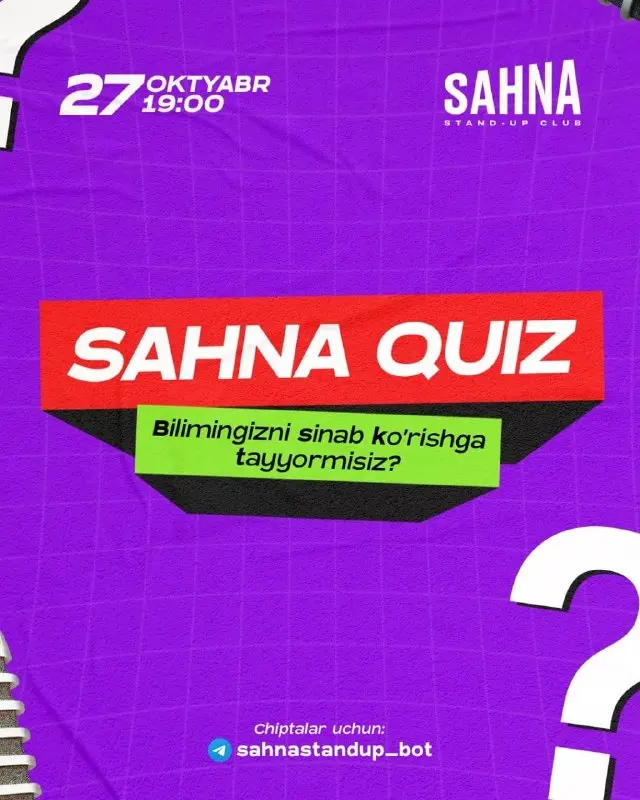 27 OKTYABR
19:00
SAHNA
STAND-UP CLUB
SAHNA QUIZ
Bilimingizni sinab ko'rishga
tayyormisiz?
Chiptalar uchun:
sahnastandup_bot